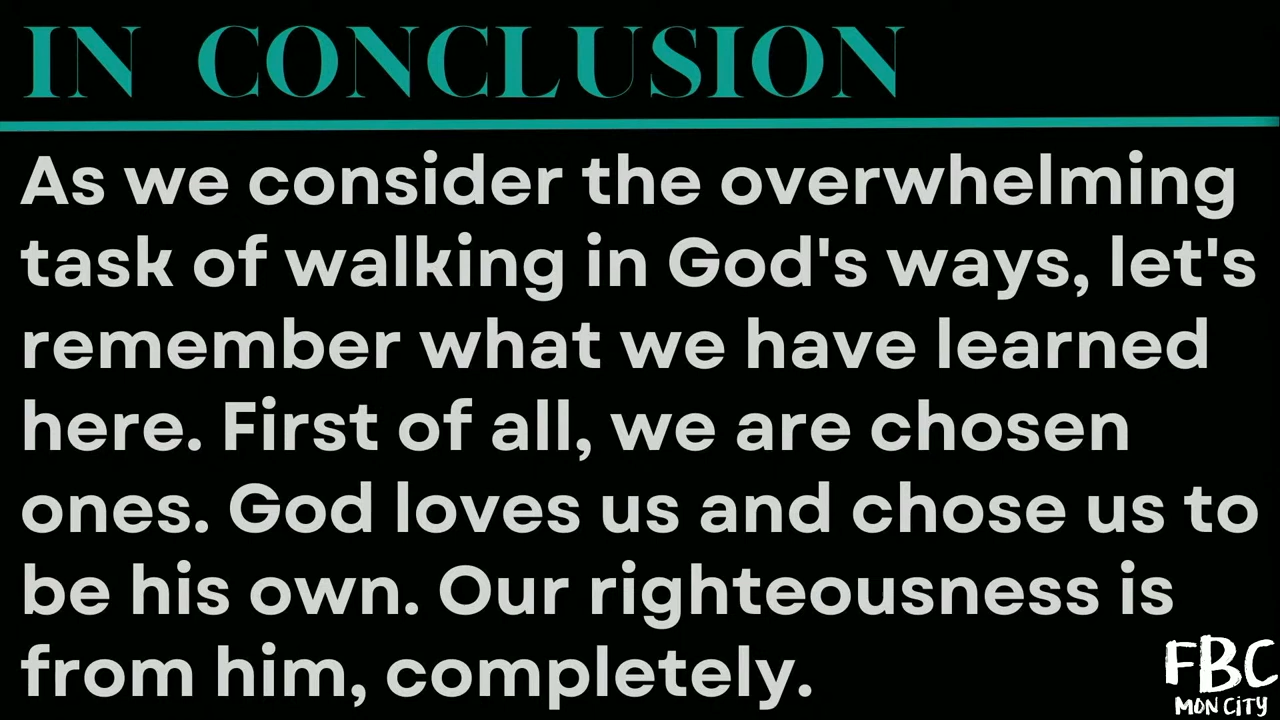 IN CONCLUSION
As we consider the overwhelming
task of walking in God's ways, let's
remember what we have learned
here. First of all, we are chosen
ones. God loves us and chose us to
be his own. Our righteousness is
from him, completely.
FBC
MON CITY